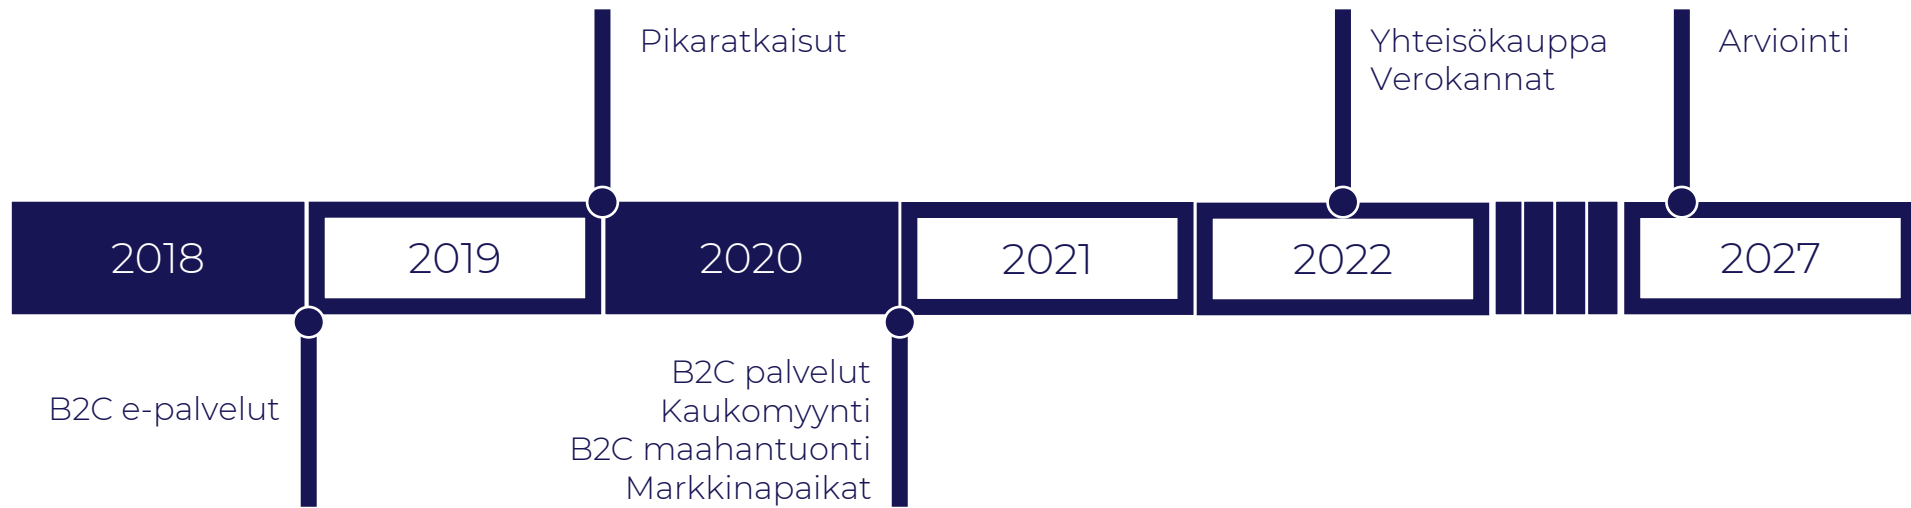 Pikaratkaisut
Yhteisökauppa
Verokannat
Arviointi
2018
2019
2020
2021
2022
2027
B2C e-palvelut
B2C palvelut
Kaukomyynti
B2C maahantuonti
Markkinapaikat